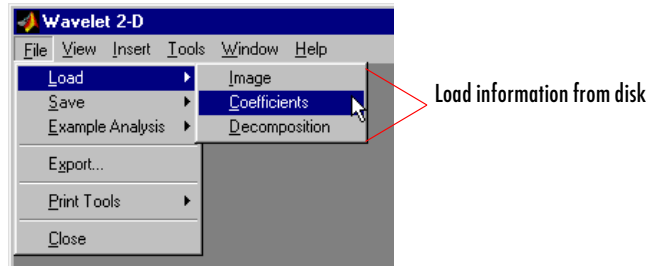 Wavelet 2-D
File View Insert Tools Window Help
Load
Save
Example Analysis
Export...
Print Tools
Close
Image
Coefficients
Decomposition
Load information from disk